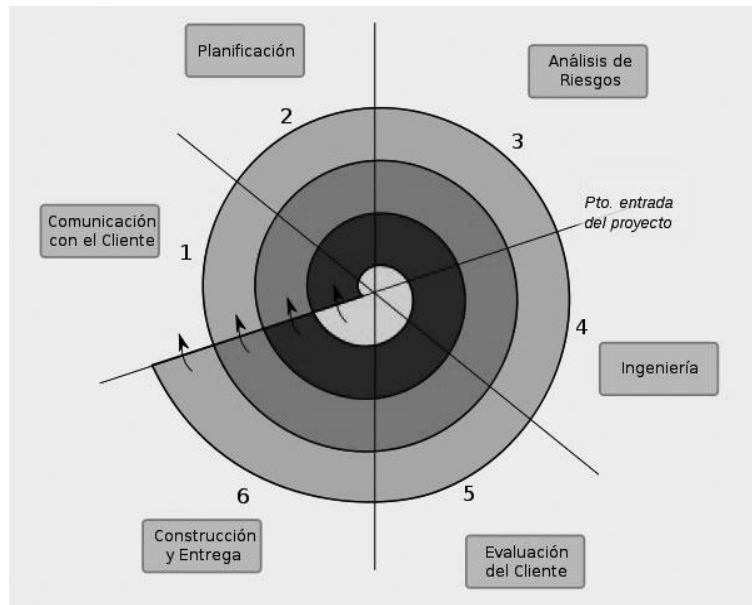 Planificación
Análisis de
Riesgos
2
3
Pto. entrada
del proyecto
Comunicación
con el Cliente
1
4
Ingeniería
5
6
Construcción
y Entrega
Evaluación
del Cliente